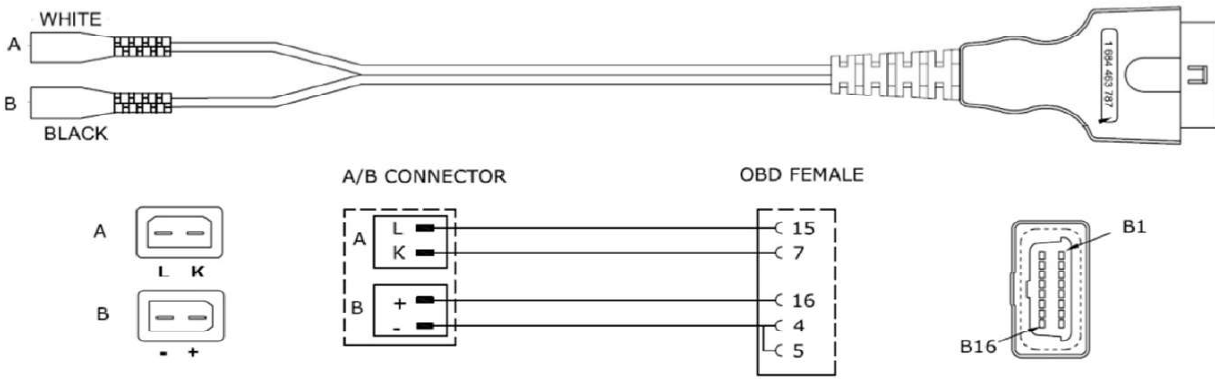 WHITE
A
B
BLACK
1 684 463 787
A/B CONNECTOR
OBD FEMALE
A
L K
B
- +
A
L
K
B
+
-
15
7
16
4
5
B1
B16